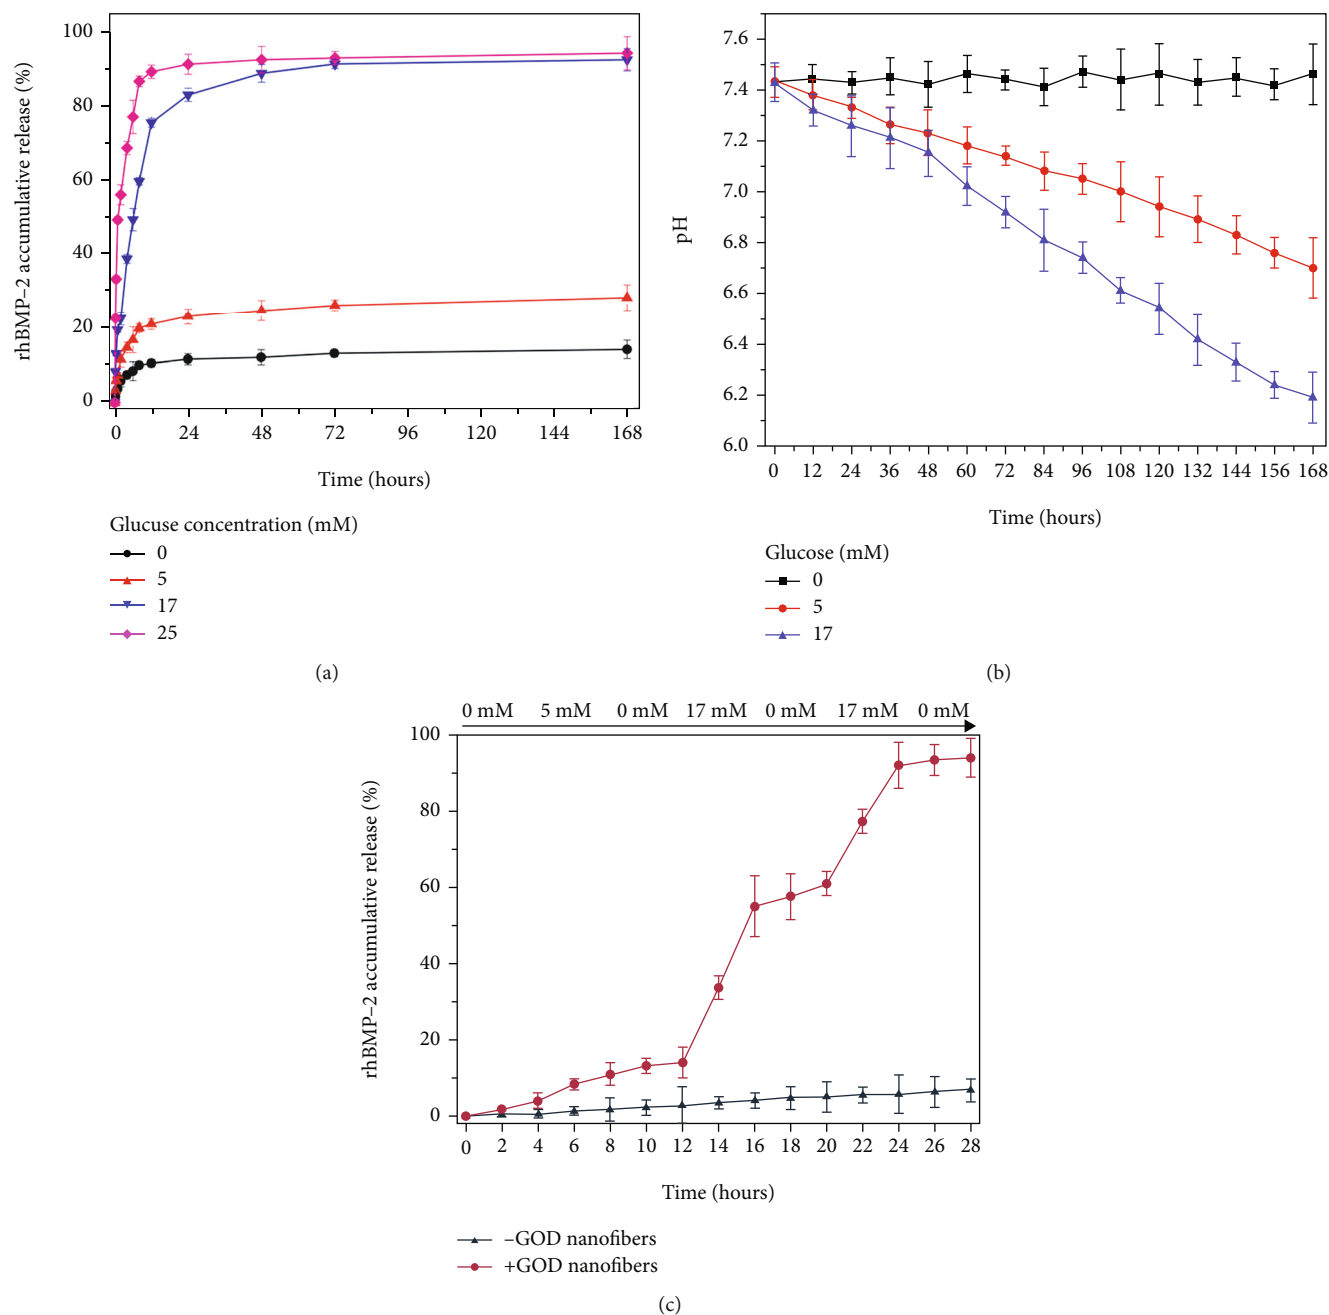 rhBMP–2 accumulative release (%)
100
80
60
40
20
0
0 24 48 72 96 120 144 168
Time (hours)
Glucuse concentration (mM)
0
5
17
25
(a)
pH
7.6
7.4
7.2
7.0
6.8
6.6
6.4
6.2
6.0
0 12 24 36 48 60 72 84 96 108 120 132 144 156 168
Time (hours)
Glucose (mM)
0
5
17
(b)
0 mM 5 mM 0 mM 17 mM 0 mM 17 mM 0 mM
rhBMP–2 accumulative release (%)
100
80
60
40
20
0
0 2 4 6 8 10 12 14 16 18 20 22 24 26 28
Time (hours)
–GOD nanofibers
+GOD nanofibers
(c)